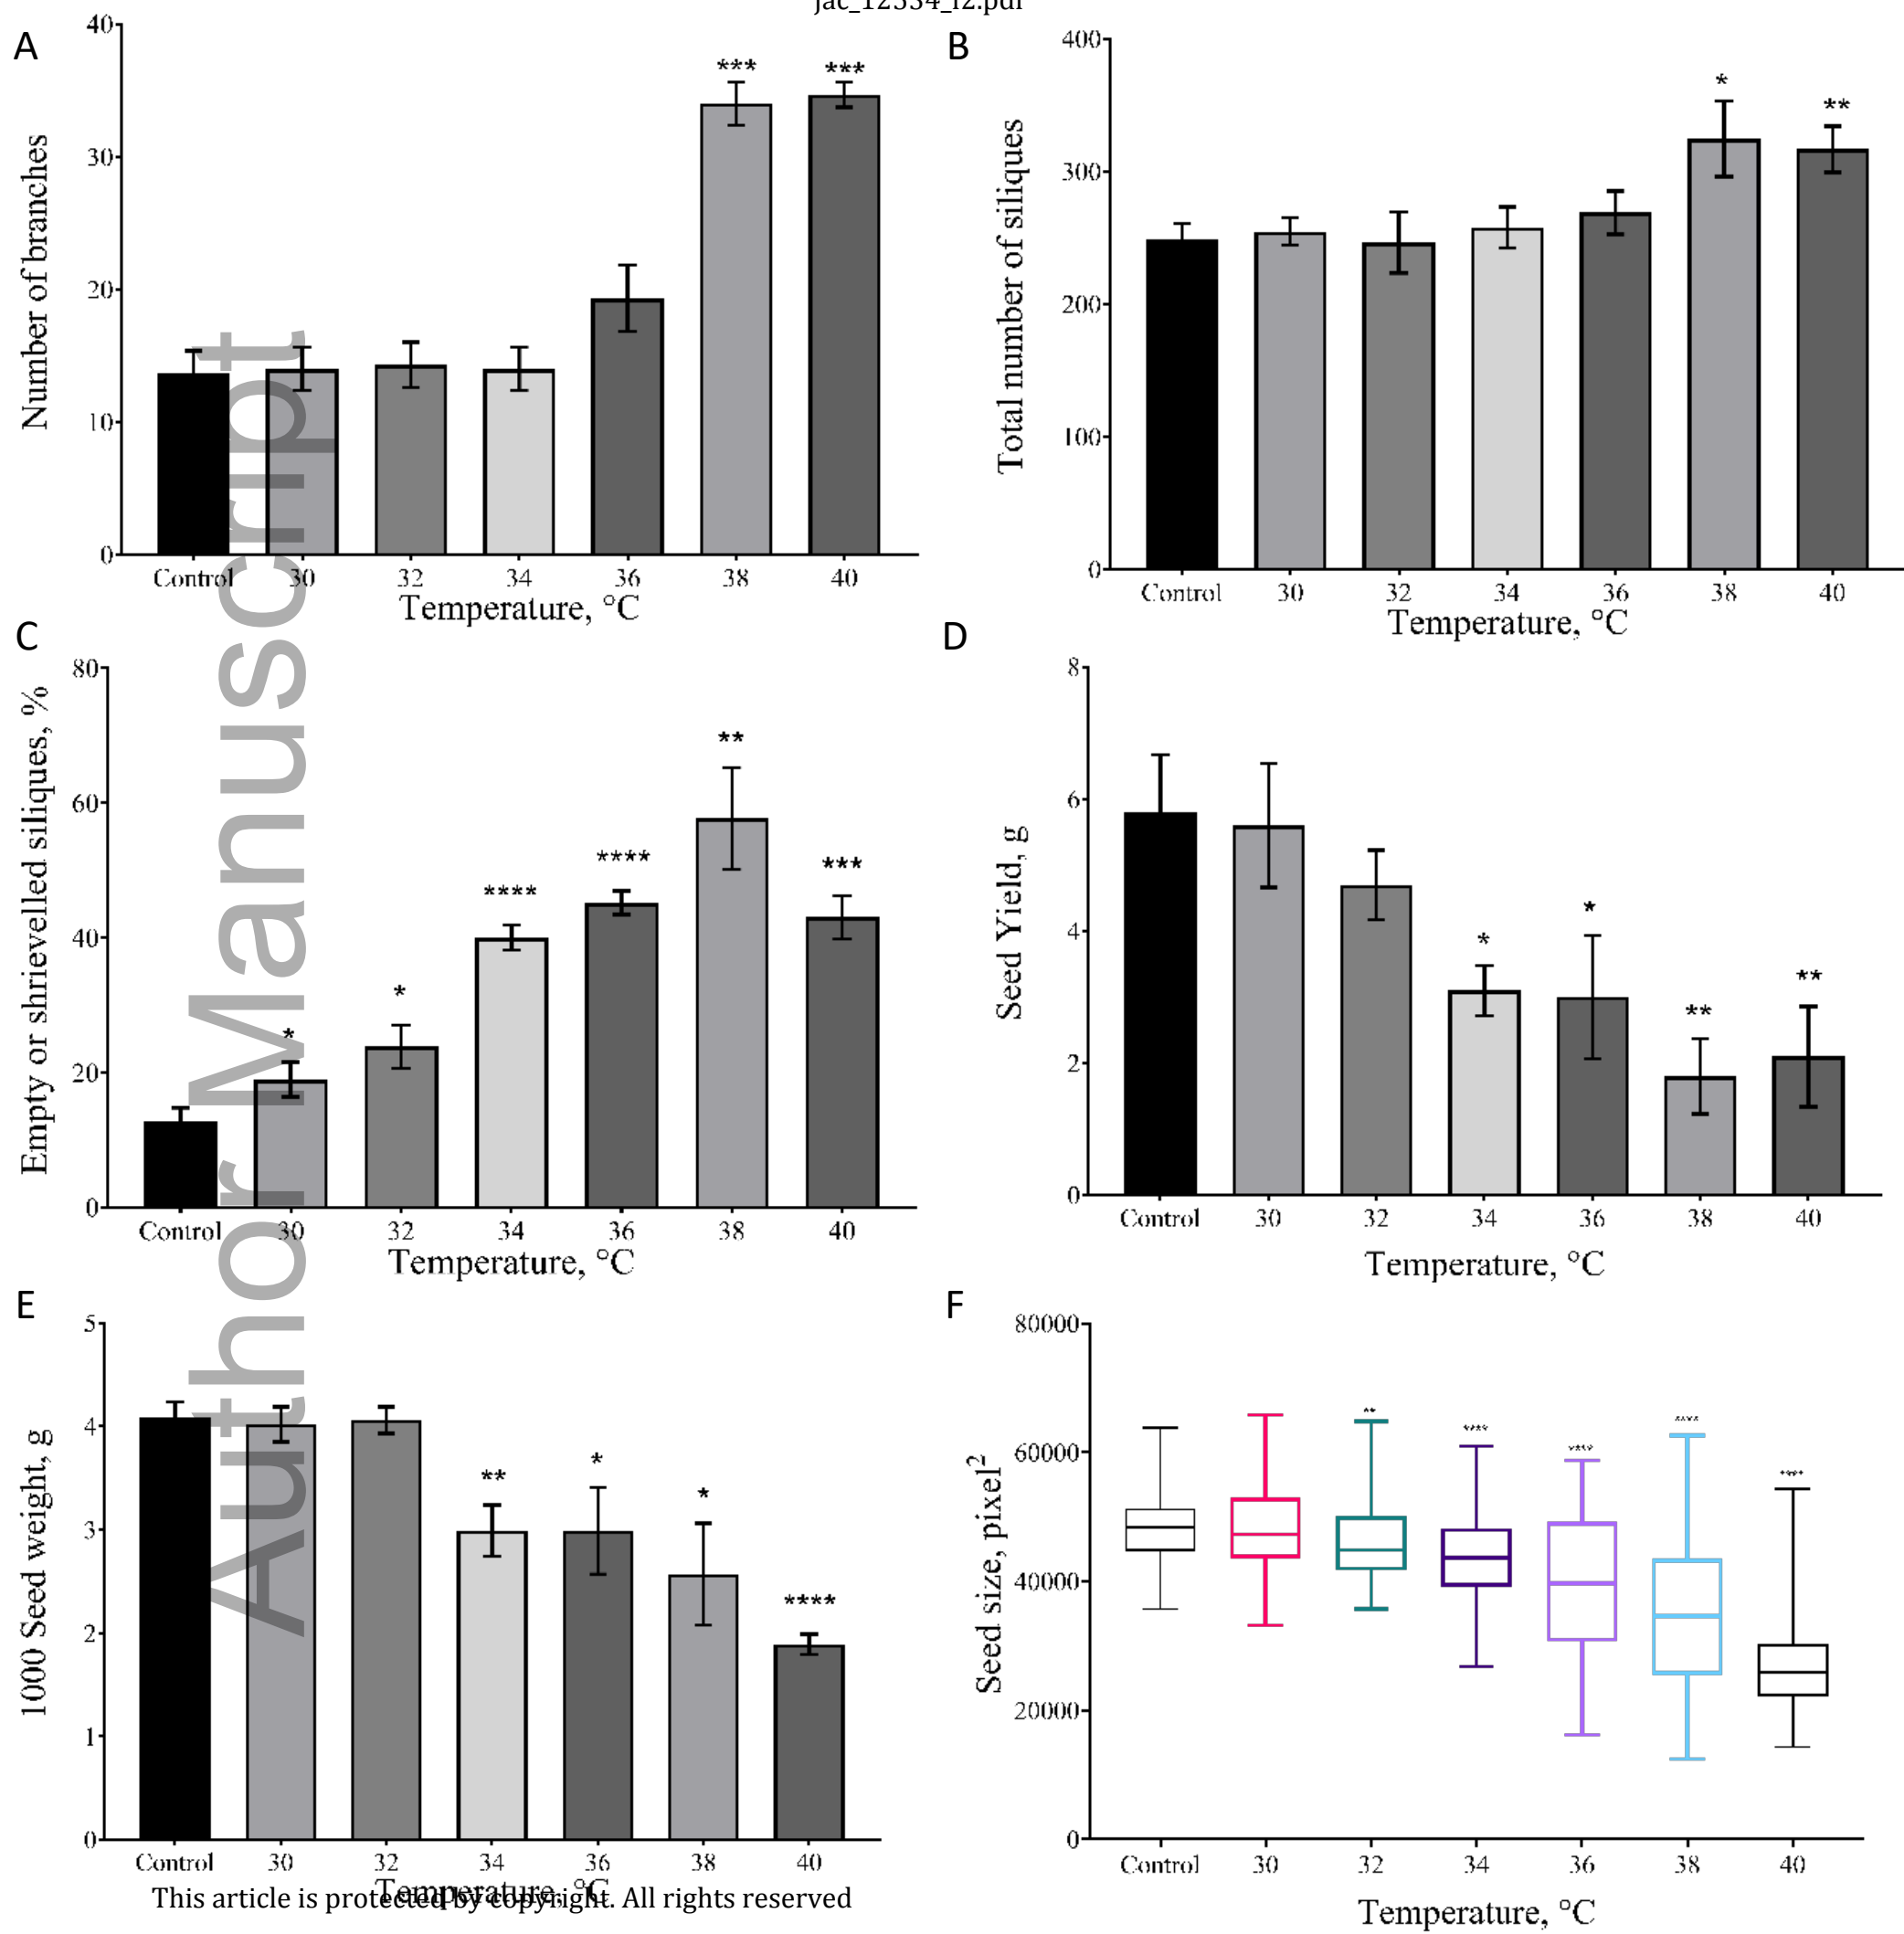 jac_12334_f2.pdf
A
Number of branches
40
30
20
10
0
*** ***
Control 30 32 34 36 38 40
Temperature, °C
B
Total number of siliques
400
300
200
100
0
* **
Control 30 32 34 36 38 40
Temperature, °C
C
Empty or shrievelled siliques, %
80
60
40
20
0
* * **** **** ** ***
Control 30 32 34 36 38 40
Temperature, °C
D
Seed Yield, g
8
6
4
2
0
* * ** **
Control 30 32 34 36 38 40
Temperature, °C
E
1000 Seed weight, g
5
4
3
2
1
0
** * * ****
Control 30 32 34 36 38 40
Temperature, °C
F
Seed size, pixel2
80000
60000
40000
20000
0
** **** **** **** ****
Control 30 32 34 36 38 40
Temperature, °C
Author Manuscript
This article is protected by copyright. All rights reserved